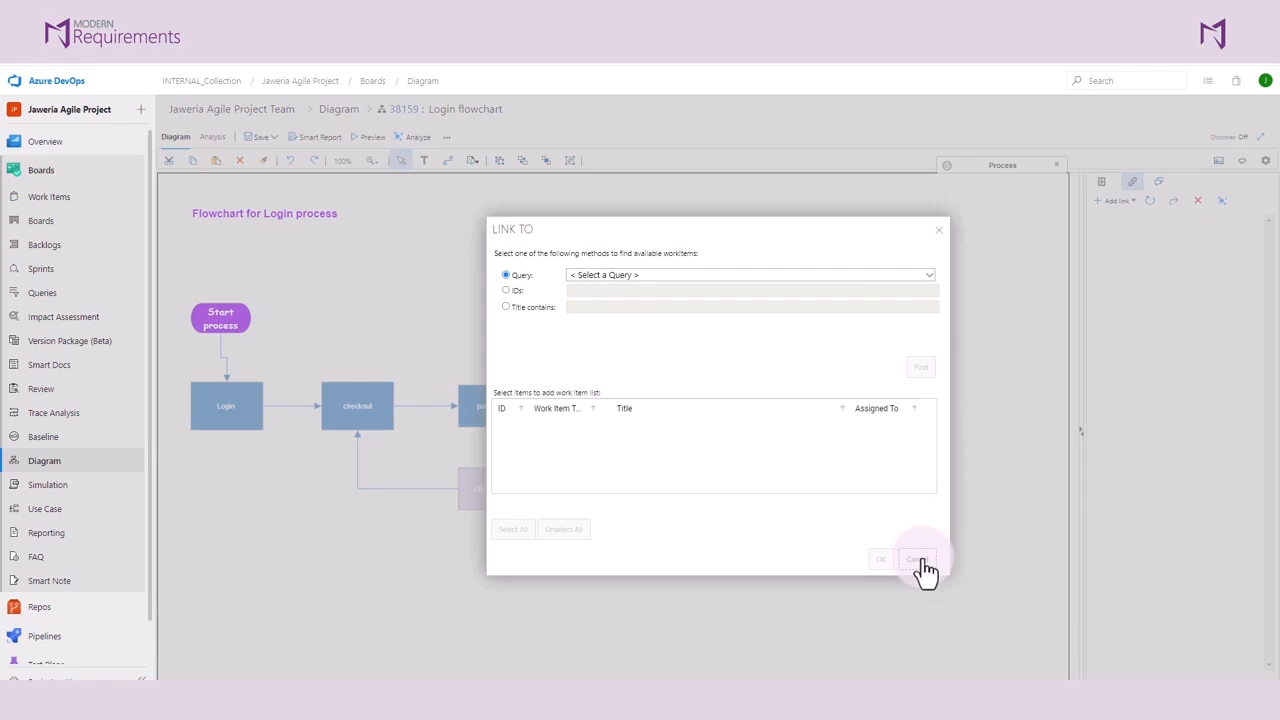 MODERN
Requirements
Azure DevOps
INTERNAL_Collection / Jaweria Agile Project / Boards / Diagram
Search
J
JP Jaweria Agile Project
Jaweria Agile Project Team > Diagram > 38159 : Login flowchart
Overview
Boards
Work Items
Boards
Backlogs
Sprints
Queries
Impact Assessment
Version Package (Beta)
Smart Docs
Review
Trace Analysis
Baseline
Diagram
Simulation
Use Case
Reporting
FAQ
Smart Note
Repos
Pipelines
Diagram Analysis Save Smart Report Preview Analyze ...
Discover Off
100%
Process
Add link
Flowchart for Login process
Start
process
Login
checkout
LINK TO
Select one of the following methods to find available workitems:
Query: < Select a Query >
IDs:
Title contains:
Find
Select items to add work item list:
ID Work Item T... Title Assigned To
Select All Unselect All
OK Cancel